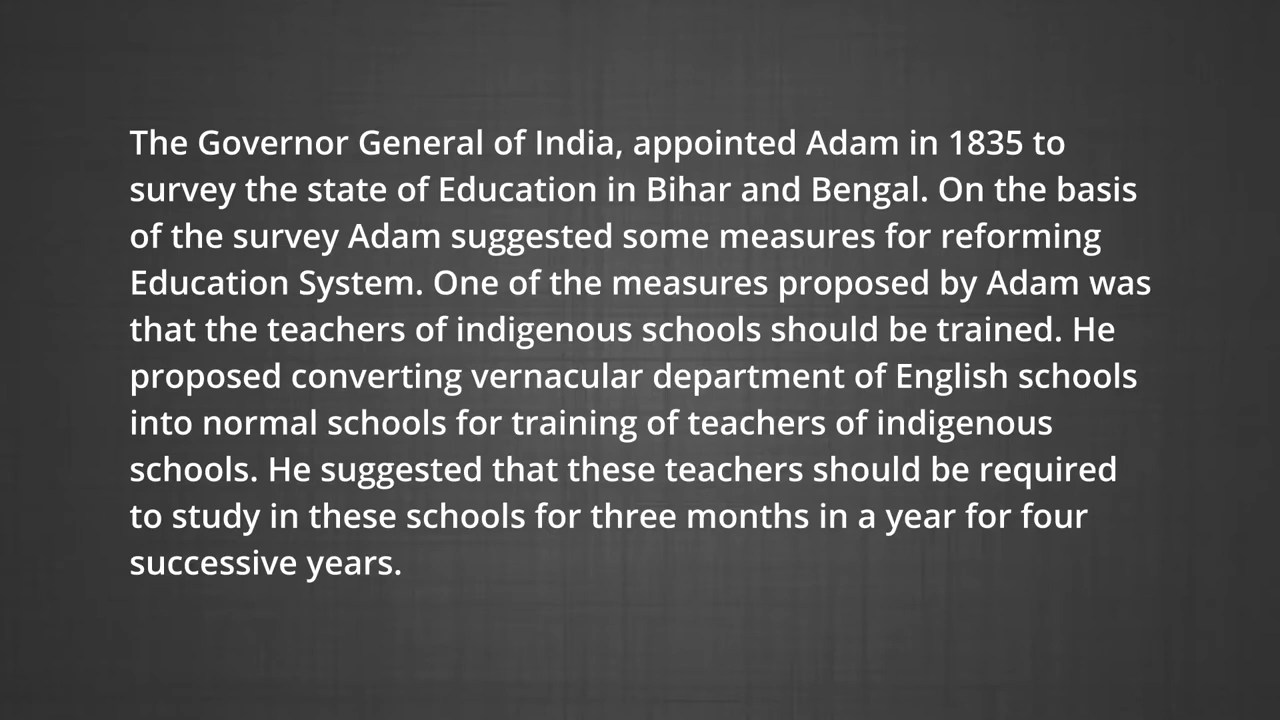 The Governor General of India, appointed Adam in 1835 to
survey the state of Education in Bihar and Bengal. On the basis
of the survey Adam suggested some measures for reforming
Education System. One of the measures proposed by Adam was
that the teachers of indigenous schools should be trained. He
proposed converting vernacular department of English schools
into normal schools for training of teachers of indigenous
schools. He suggested that these teachers should be required
to study in these schools for three months in a year for four
successive years.